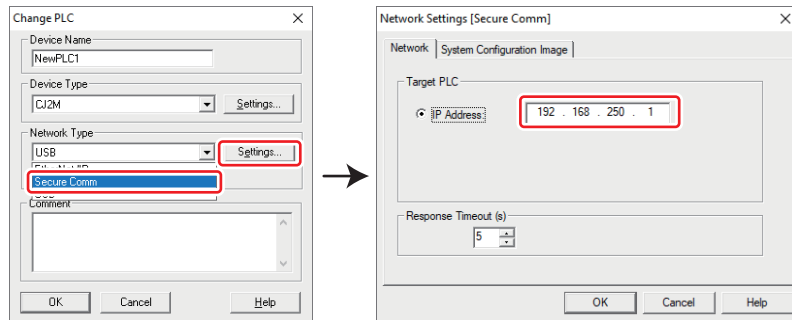 Change PLC
Device Name
NewPLC1
Device Type
CJ2M
Settings...
Network Type
USB
Settings...
Secure Comm
Comment
OK
Cancel
Help
Network Settings [Secure Comm]
Network
System Configuration Image
Target PLC
IP Address:
192 . 168 . 250 . 1
Response Timeout (s)
5
OK
Cancel
Help